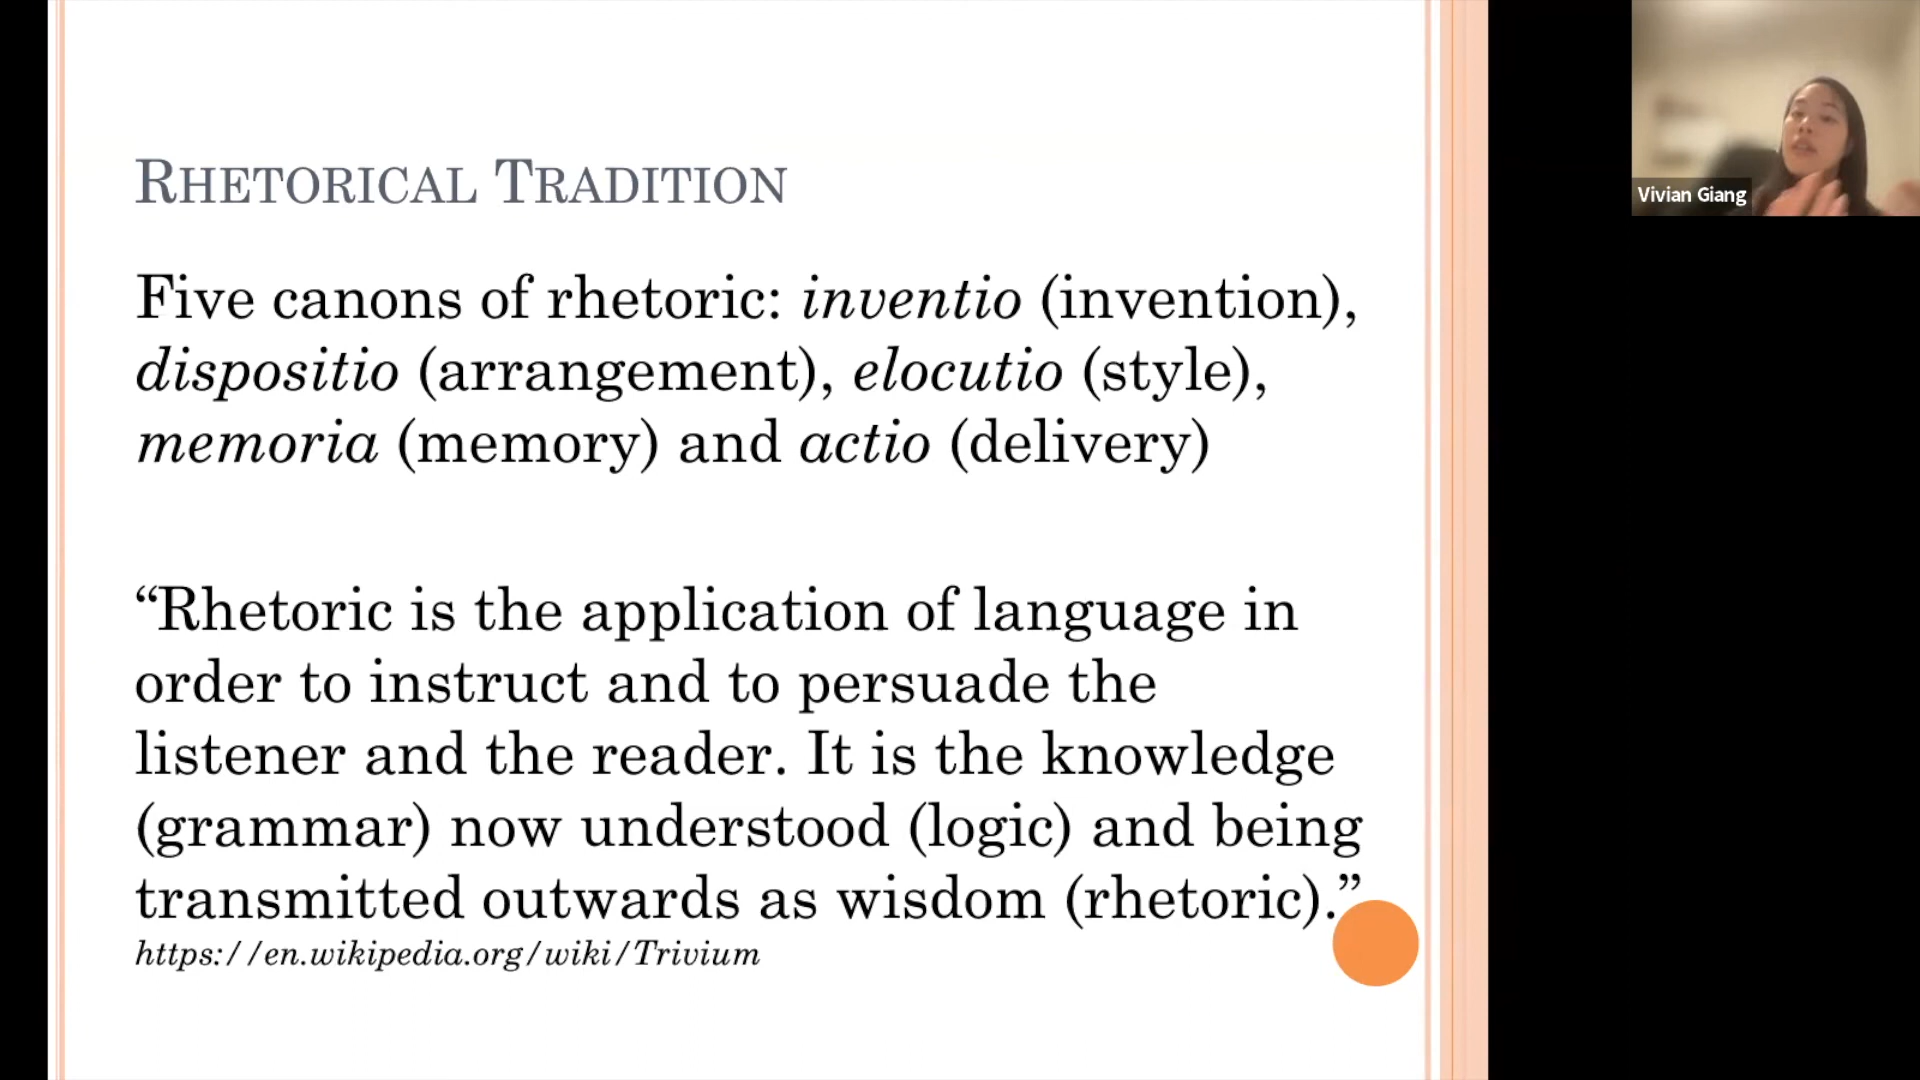 RHETORICAL TRADITION
Five canons of rhetoric: inventio (invention),
dispositio (arrangement), elocutio (style),
memoria (memory) and actio (delivery)
“Rhetoric is the application of language in
order to instruct and to persuade the
listener and the reader. It is the knowledge
(grammar) now understood (logic) and being
transmitted outwards as wisdom (rhetoric).”
https://en.wikipedia.org/wiki/Trivium
Vivian Giang